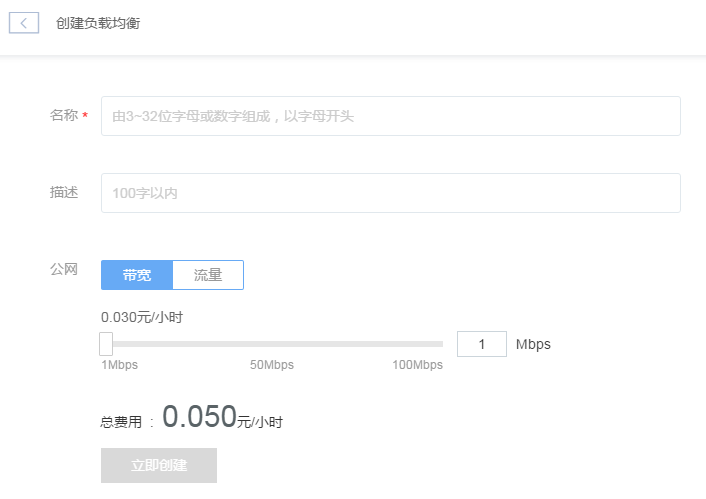 创建负载均衡
名称 *
由3~32位字母或数字组成，以字母开头
描述
100字以内
公网
带宽 流量
0.030元/小时
1 Mbps
1Mbps 50Mbps 100Mbps
总费用 : 0.050元/小时
立即创建